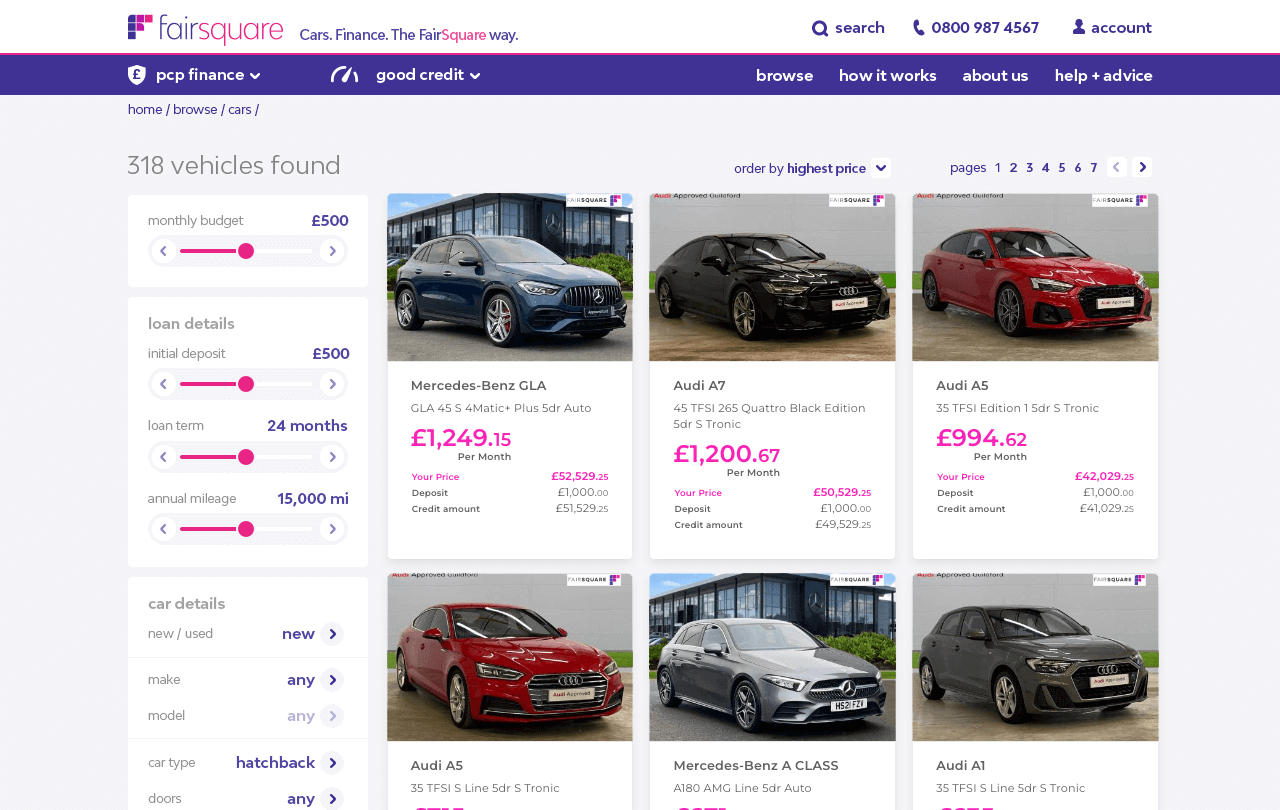 fairsquare
Cars. Finance. The FairSquare way.
search
0800 987 4567
account
pcp finance
good credit
browse
how it works
about us
help + advice
home / browse / cars /
318 vehicles found
order by highest price
pages 1 2 3 4 5 6 7
monthly budget £500
loan details
initial deposit £500
loan term 24 months
annual mileage 15,000 mi
car details
new / used new
make any
model any
car type hatchback
doors any
FAIRSQUARE
Mercedes-Benz GLA
GLA 45 S 4Matic+ Plus 5dr Auto
£1,249.15
Per Month
Your Price £52,529.25
Deposit £1,000.00
Credit amount £51,529.25
Audi Approved Guildford
FAIRSQUARE
Audi Approved
Audi A7
45 TFSI 265 Quattro Black Edition
5dr S Tronic
£1,200.67
Per Month
Your Price £50,529.25
Deposit £1,000.00
Credit amount £49,529.25
Audi Approved Guildford
FAIRSQUARE
Audi Approved
Audi A5
35 TFSI Edition 1 5dr S Tronic
£994.62
Per Month
Your Price £42,029.25
Deposit £1,000.00
Credit amount £41,029.25
Audi Approved Guildford
FAIRSQUARE
Audi Approved
Audi A5
35 TFSI S Line 5dr S Tronic
FAIRSQUARE
HS21 FZV
Mercedes-Benz A CLASS
A180 AMG Line 5dr Auto
Audi Approved Guildford
FAIRSQUARE
Audi Approved
Audi A1
35 TFSI S Line 5dr S Tronic